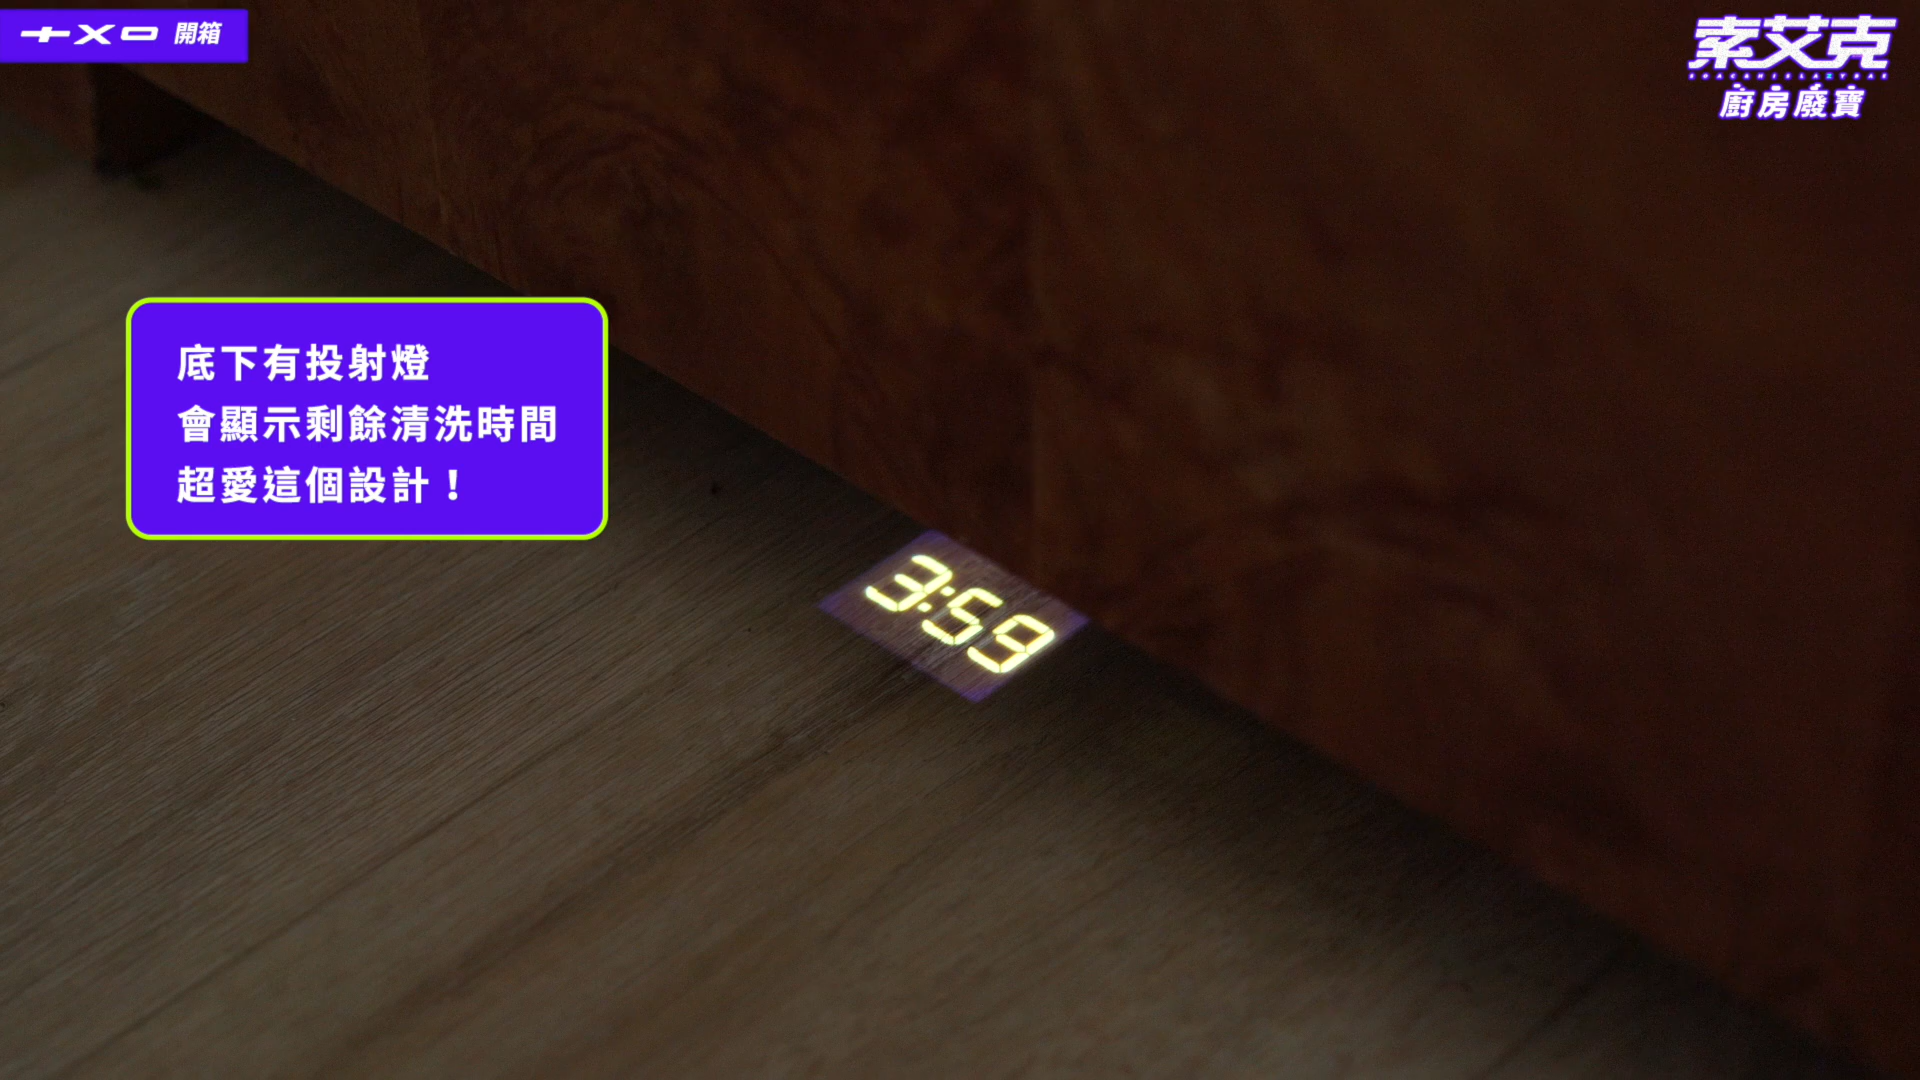 開箱
索艾克
廚房廢寶
底下有投射燈
會顯示剩餘清洗時間
超愛這個設計！
3:59